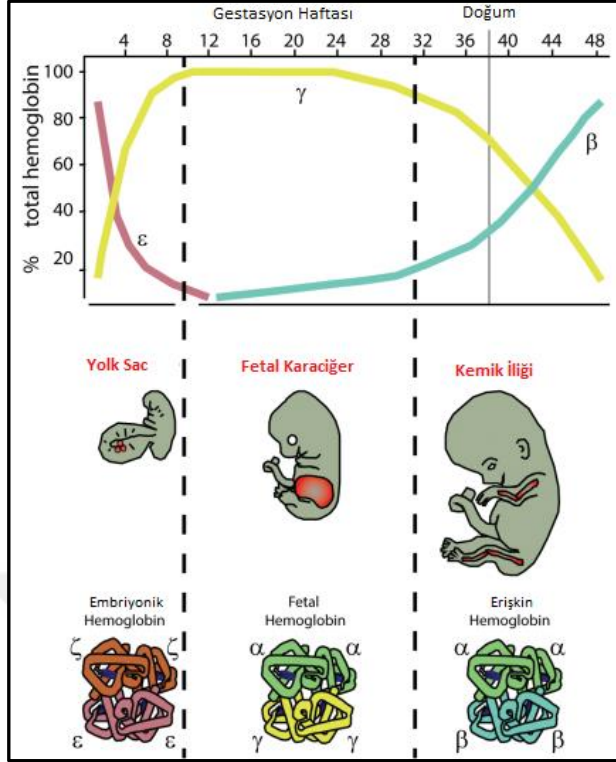 Gestasyon Haftası Doğum
4 8 12 16 20 24 28 32 36 40 44 48
% total hemoglobin
100
80
60
40
20
γ
β
ε
Yolk Sac Fetal Karaciğer Kemik İliği
Embriyonik
Hemoglobin
Fetal
Hemoglobin
Erişkin
Hemoglobin
ζ ζ α α α α
ε ε γ γ β β